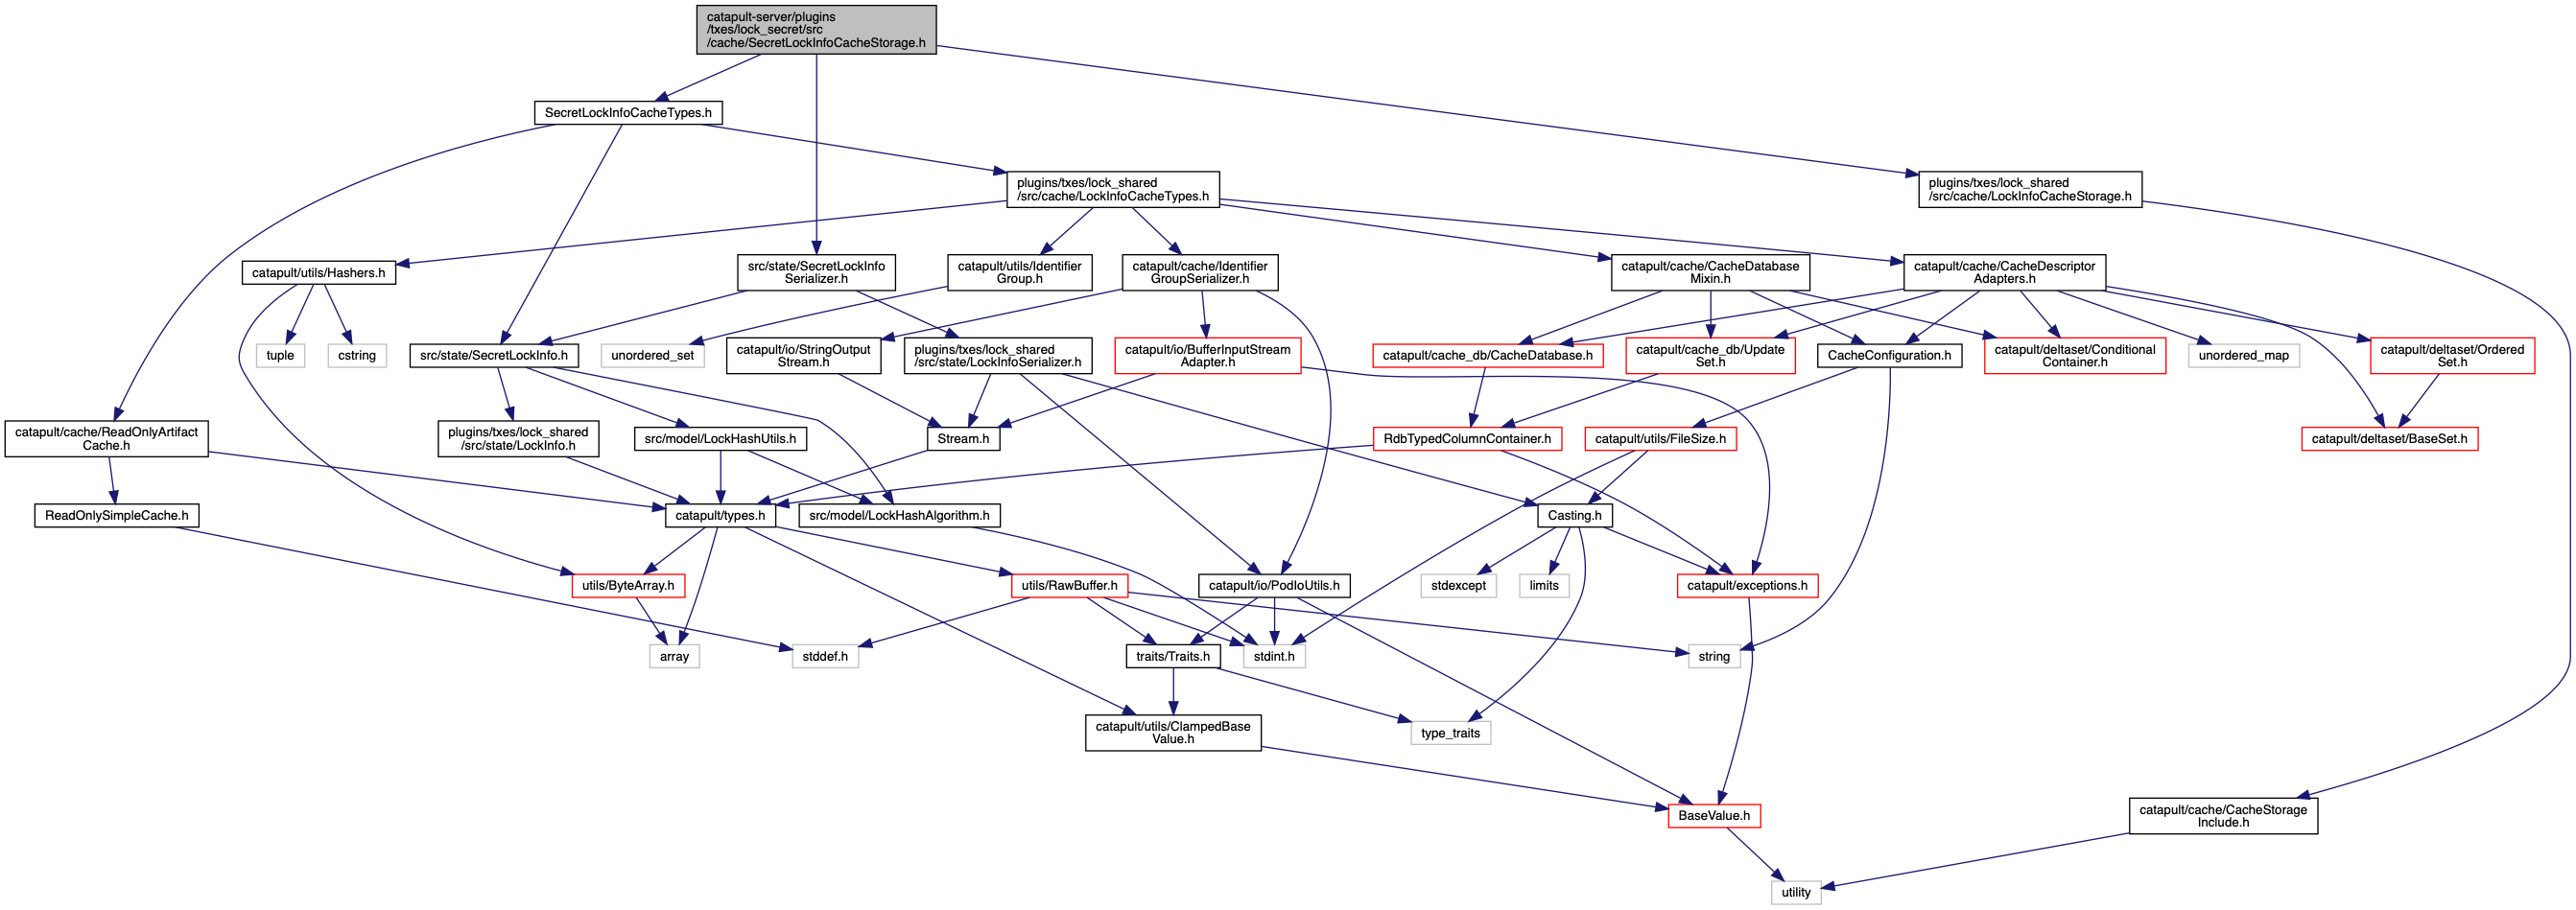 catapult-server/plugins
/txes/lock_secret/src
/cache/SecretLockInfoCacheStorage.h
SecretLockInfoCacheTypes.h
plugins/txes/lock_shared
/src/cache/LockInfoCacheTypes.h
plugins/txes/lock_shared
/src/cache/LockInfoCacheStorage.h
catapult/utils/Hashers.h
src/state/SecretLockInfo
Serializer.h
catapult/utils/Identifier
Group.h
catapult/cache/Identifier
GroupSerializer.h
catapult/cache/CacheDatabase
Mixin.h
catapult/cache/CacheDescriptor
Adapters.h
tuple
cstring
src/state/SecretLockInfo.h
unordered_set
catapult/io/StringOutput
Stream.h
plugins/txes/lock_shared
/src/state/LockInfoSerializer.h
catapult/io/BufferInputStream
Adapter.h
catapult/cache_db/CacheDatabase.h
catapult/cache_db/Update
Set.h
CacheConfiguration.h
catapult/deltaset/Conditional
Container.h
unordered_map
catapult/deltaset/Ordered
Set.h
catapult/cache/ReadOnlyArtifact
Cache.h
plugins/txes/lock_shared
/src/state/LockInfo.h
src/model/LockHashUtils.h
Stream.h
RdbTypedColumnContainer.h
catapult/utils/FileSize.h
catapult/deltaset/BaseSet.h
ReadOnlySimpleCache.h
catapult/types.h
src/model/LockHashAlgorithm.h
Casting.h
utils/ByteArray.h
utils/RawBuffer.h
catapult/io/PodIoUtils.h
stdexcept
limits
catapult/exceptions.h
array
stddef.h
traits/Traits.h
stdint.h
string
catapult/utils/ClampedBase
Value.h
type_traits
BaseValue.h
catapult/cache/CacheStorage
Include.h
utility